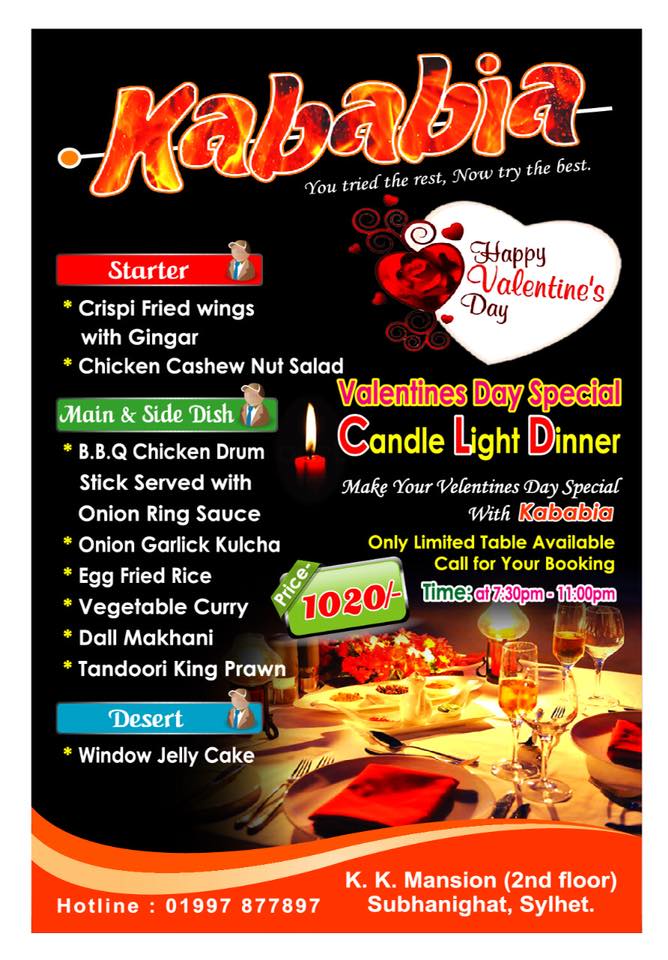 Kababia
You tried the rest, Now try the best.
Happy
Valentine's
Day
Starter
* Crispi Fried wings
with Gingar
* Chicken Cashew Nut Salad
Main & Side Dish
* B.B.Q Chicken Drum
Stick Served with
Onion Ring Sauce
* Onion Garlick Kulcha
* Egg Fried Rice
* Vegetable Curry
* Dall Makhani
* Tandoori King Prawn
Desert
* Window Jelly Cake
Valentines Day Special
Candle Light Dinner
Make Your Velentines Day Special
With Kababia
Only Limited Table Available
Call for Your Booking
Time: at 7:30pm - 11:00pm
Price-
1020/-
Hotline : 01997 877897
K. K. Mansion (2nd floor)
Subhanighat, Sylhet.